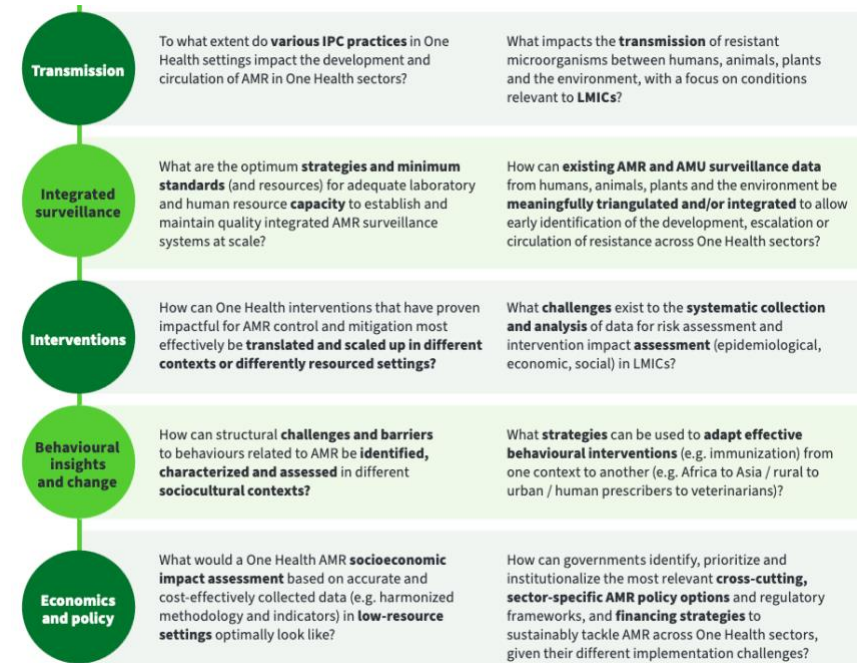 Transmission
To what extent do various IPC practices in One
Health settings impact the development and
circulation of AMR in One Health sectors?
What impacts the transmission of resistant
microorganisms between humans, animals, plants
and the environment, with a focus on conditions
relevant to LMICs?
Integrated
surveillance
What are the optimum strategies and minimum
standards (and resources) for adequate laboratory
and human resource capacity to establish and
maintain quality integrated AMR surveillance
systems at scale?
How can existing AMR and AMU surveillance data
from humans, animals, plants and the environment be
meaningfully triangulated and/or integrated to allow
early identification of the development, escalation or
circulation of resistance across One Health sectors?
Interventions
How can One Health interventions that have proven
impactful for AMR control and mitigation most
effectively be translated and scaled up in different
contexts or differently resourced settings?
What challenges exist to the systematic collection
and analysis of data for risk assessment and
intervention impact assessment (epidemiological,
economic, social) in LMICs?
Behavioural
insights
and change
How can structural challenges and barriers
to behaviours related to AMR be identified,
characterized and assessed in different
sociocultural contexts?
What strategies can be used to adapt effective
behavioural interventions (e.g. immunization) from
one context to another (e.g. Africa to Asia / rural to
urban / human prescribers to veterinarians)?
Economics
and policy
What would a One Health AMR socioeconomic
impact assessment based on accurate and
cost-effectively collected data (e.g. harmonized
methodology and indicators) in low-resource
settings optimally look like?
How can governments identify, prioritize and
institutionalize the most relevant cross-cutting,
sector-specific AMR policy options and regulatory
frameworks, and financing strategies to
sustainably tackle AMR across One Health sectors,
given their different implementation challenges?